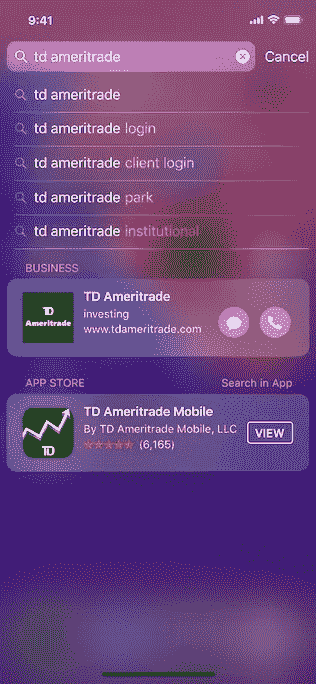 9:41
td ameritrade
Cancel
td ameritrade
td ameritrade login
td ameritrade client login
td ameritrade park
td ameritrade institutional
BUSINESS
TD
Ameritrade
TD Ameritrade
investing
www.tdameritrade.com
APP STORE
Search in App
TD
TD Ameritrade Mobile
By TD Ameritrade Mobile, LLC
(6,165)
VIEW